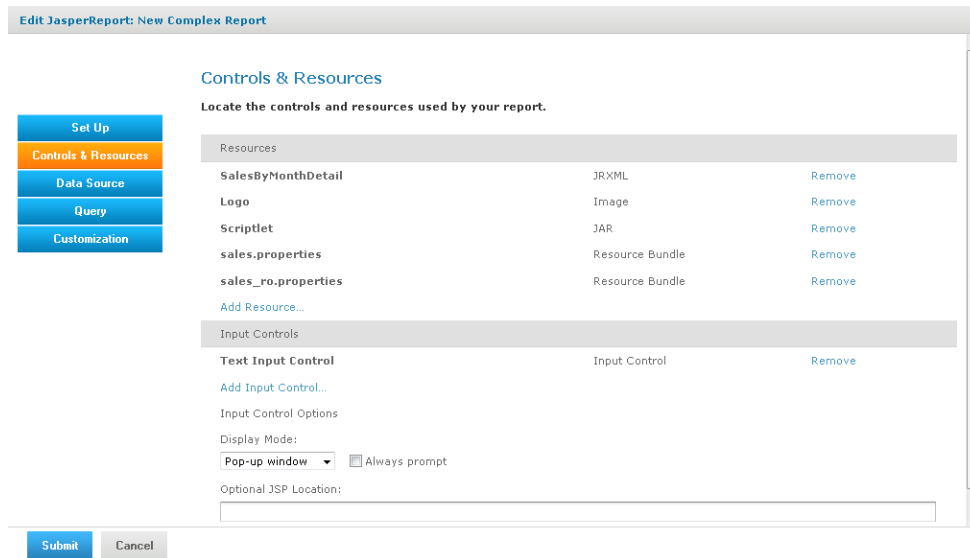 Edit JasperReport: New Complex Report
Controls & Resources
Locate the controls and resources used by your report.
Set Up
Controls & Resources
Data Source
Query
Customization
Resources
SalesByMonthDetail JRXML Remove
Logo Image Remove
Scriptlet JAR Remove
sales.properties Resource Bundle Remove
sales_ro.properties Resource Bundle Remove
Add Resource...
Input Controls
Text Input Control Input Control Remove
Add Input Control...
Input Control Options
Display Mode:
Pop-up window Always prompt
Optional JSP Location:
Submit Cancel